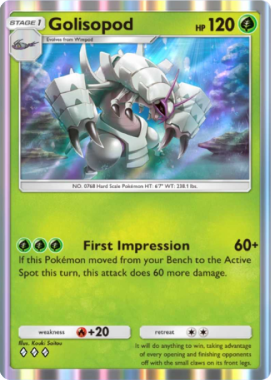 STAGE 1
Golisopod
HP 120
Evolves from Wimpod
NO. 0768 Hard Scale Pokémon HT: 6'7" WT: 238.1 lbs.
First Impression 60+
If this Pokémon moved from your Bench to the Active
Spot this turn, this attack does 60 more damage.
weakness +20 retreat
Illus. Kouki Saitou
It will do anything to win, taking advantage
of every opening and finishing opponents
off with the small claws on its front legs.